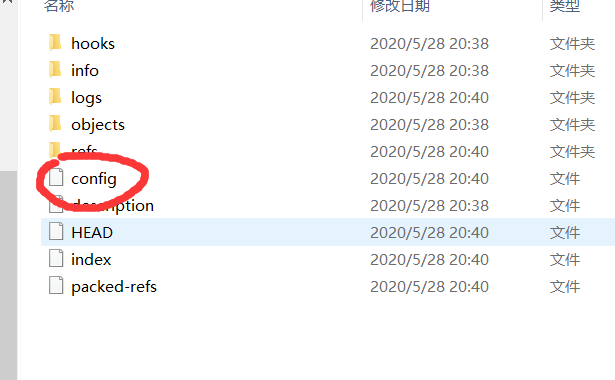 名称 修改日期 类型
hooks 2020/5/28 20:38 文件夹
info 2020/5/28 20:38 文件夹
logs 2020/5/28 20:40 文件夹
objects 2020/5/28 20:38 文件夹
refs 2020/5/28 20:40 文件夹
config 2020/5/28 20:40 文件
description 2020/5/28 20:38 文件
HEAD 2020/5/28 20:40 文件
index 2020/5/28 20:40 文件
packed-refs 2020/5/28 20:40 文件